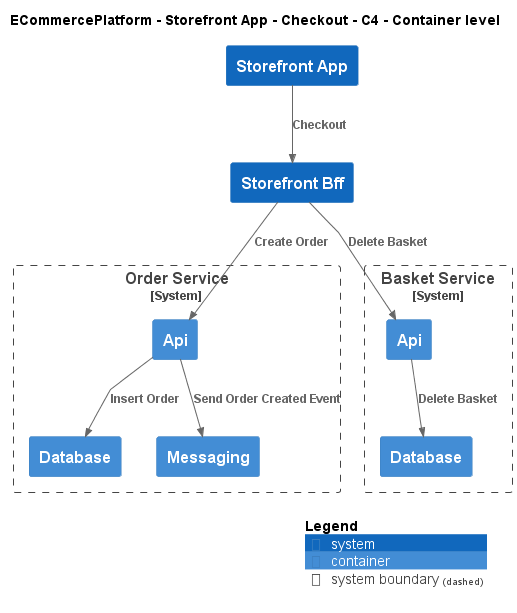 ECommercePlatform - Storefront App - Checkout - C4 - Container level
Storefront App
Checkout
Storefront Bff
Create Order
Delete Basket
Order Service
[System]
Basket Service
[System]
Api
Api
Insert Order
Send Order Created Event
Delete Basket
Database
Messaging
Database
Legend
system
container
system boundary (dashed)